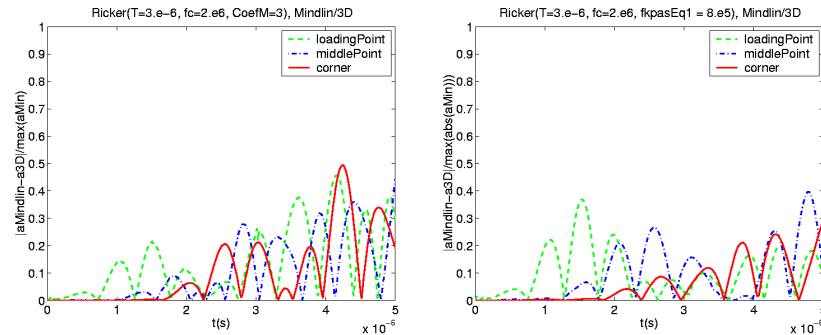 Ricker(T=3.e-6, fc=2.e6, CoefM=3), Mindlin/3D
|aMindlin-a3D|/max(aMin)
1
0.9
0.8
0.7
0.6
0.5
0.4
0.3
0.2
0.1
0
loadingPoint
middlePoint
corner
0 1 2 3 4 5
t(s)
x 10⁻⁶
Ricker(T=3.e-6, fc=2.e6, fkpasEq1 = 8.e5), Mindlin/3D
|aMindlin-a3D|/max(abs(aMin)))
1
0.9
0.8
0.7
0.6
0.5
0.4
0.3
0.2
0.1
0
loadingPoint
middlePoint
corner
0 1 2 3 4 5
t(s)
x 10⁻⁶